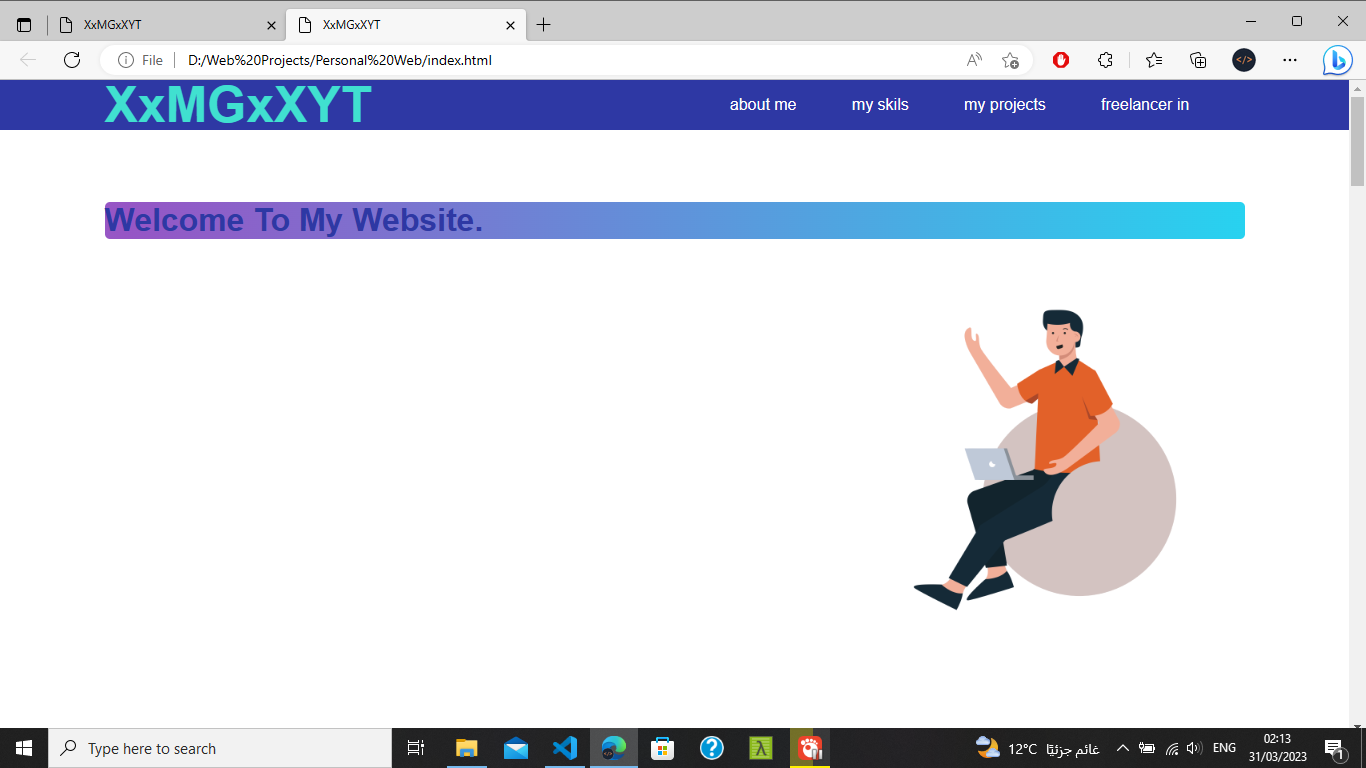 XxMGxXYT
XxMGxXYT
File
D:/Web%20Projects/Personal%20Web/index.html
XxMGxXYT
about me
my skils
my projects
freelancer in
Welcome To My Website.
Type here to search
12°C غائم جزئيًا
ENG
02:13
31/03/2023
1